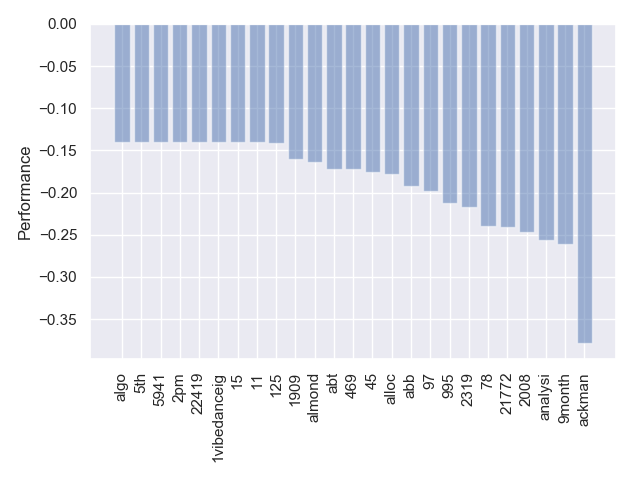 0.00
−0.05
−0.10
−0.15
−0.20
−0.25
−0.30
−0.35
Performance
algo
5th
5941
2pm
22419
1vibedanceig
15
11
125
1909
almond
abt
469
45
alloc
abb
97
995
2319
78
21772
2008
analysi
9month
ackman